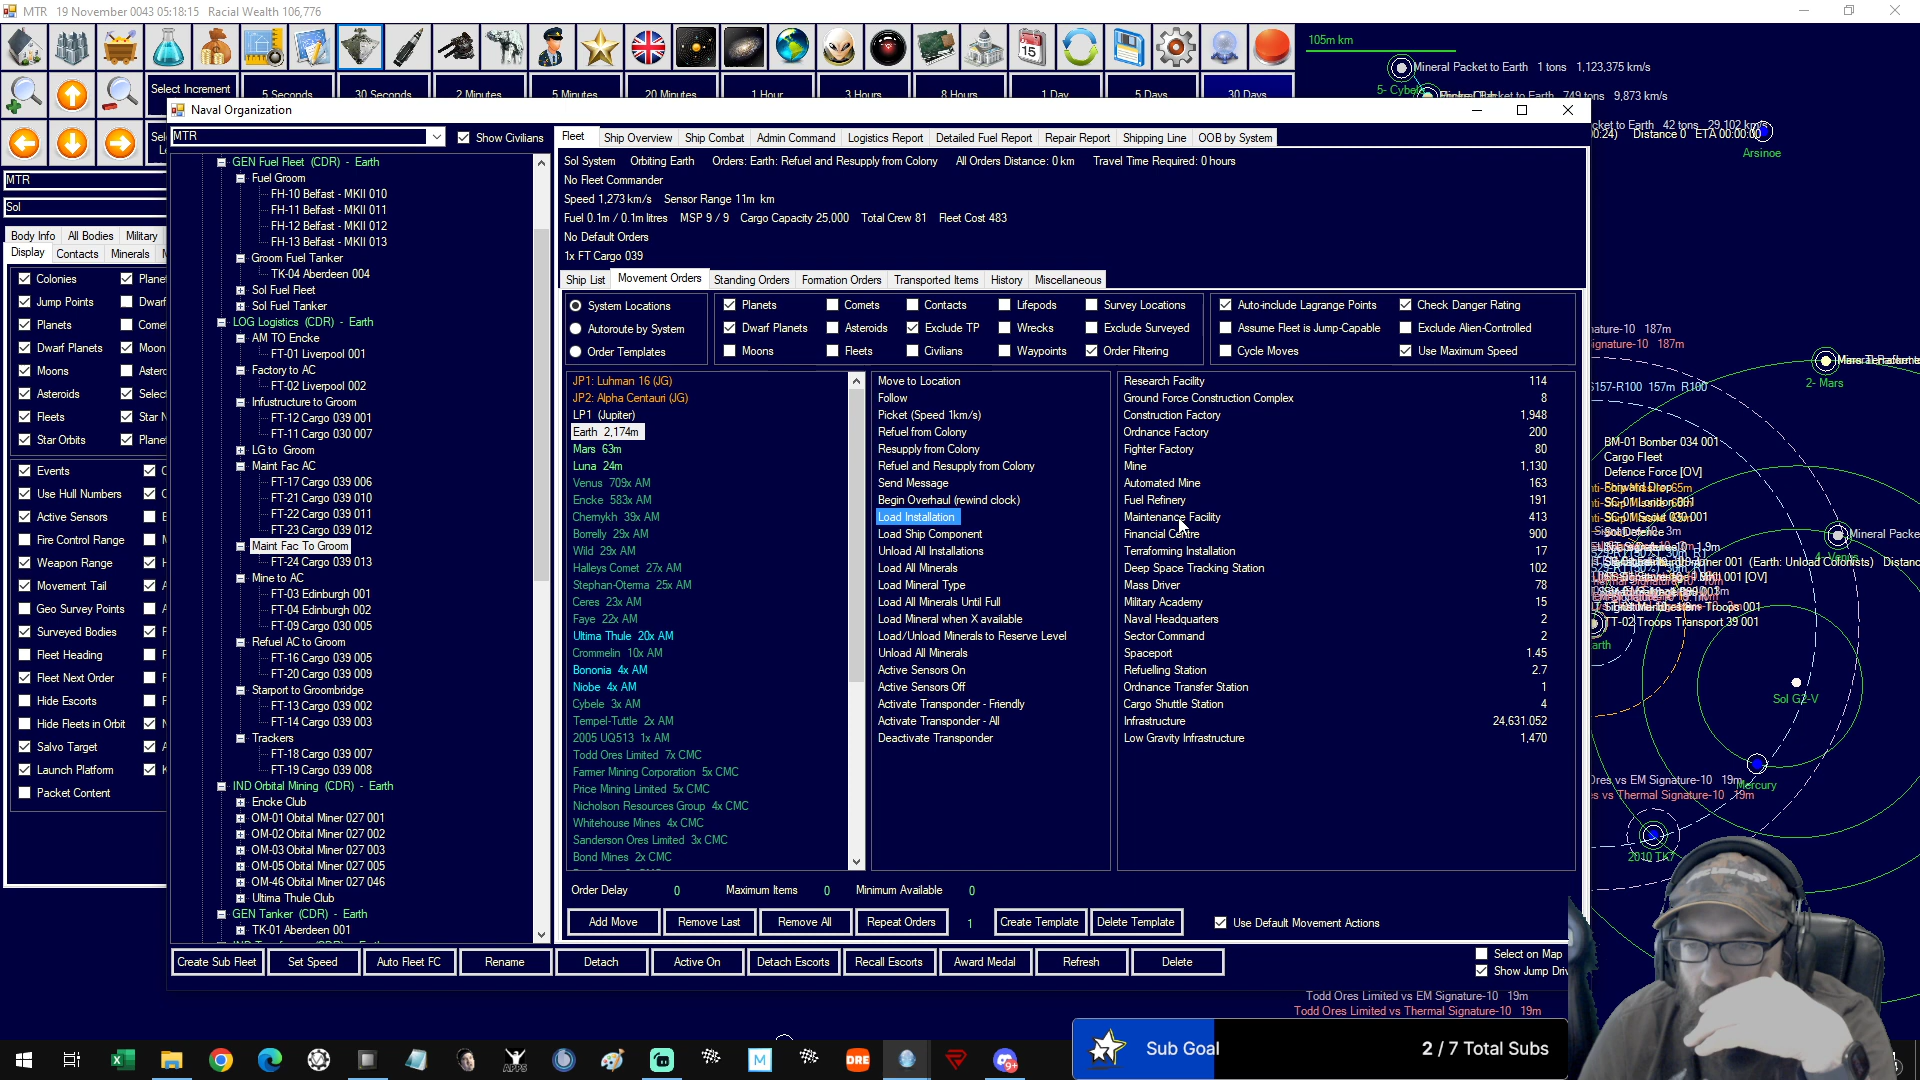 MTR 19 November 0043 05:18:15 Racial Wealth 106,776
105m km
Mineral Packet to Earth 1 tons 1,123,375 km/s
5- Cybele
Select Increment
5 Seconds
30 Seconds
2 Minutes
5 Minutes
20 Minutes
1 Hour
3 Hours
8 Hours
1 Day
5 Days
30 Days
Distance 0 ETA 00:00:00
Arsinoe
MTR
Sol
Body Info All Bodies Military
Display Contacts Minerals
Colonies
Jump Points
Planets
Dwarf Planets
Moons
Asteroids
Fleets
Star Orbits
Events
Use Hull Numbers
Active Sensors
Fire Control Range
Weapon Range
Movement Tail
Geo Survey Points
Surveyed Bodies
Fleet Heading
Fleet Next Order
Hide Escorts
Hide Fleets in Orbit
Salvo Target
Launch Platform
Packet Content
Naval Organization
MTR
Show Civilians
GEN Fuel Fleet (CDR) - Earth
Fuel Groom
FH-10 Belfast - MKII 010
FH-11 Belfast - MKII 011
FH-12 Belfast - MKII 012
FH-13 Belfast - MKII 013
Groom Fuel Tanker
TK-04 Aberdeen 004
Sol Fuel Fleet
Sol Fuel Tanker
LOG Logistics (CDR) - Earth
AM TO Encke
FT-01 Liverpool 001
Factory to AC
FT-02 Liverpool 002
Infustructure to Groom
FT-12 Cargo 039 001
FT-11 Cargo 030 007
LG to Groom
Maint Fac AC
FT-17 Cargo 039 006
FT-21 Cargo 039 010
FT-22 Cargo 039 011
FT-23 Cargo 039 012
Maint Fac To Groom
FT-24 Cargo 039 013
Mine to AC
FT-03 Edinburgh 001
FT-04 Edinburgh 002
FT-09 Cargo 030 005
Refuel AC to Groom
FT-16 Cargo 039 005
FT-20 Cargo 039 009
Starport to Groombridge
FT-13 Cargo 039 002
FT-14 Cargo 039 003
Trackers
FT-18 Cargo 039 007
FT-19 Cargo 039 008
IND Orbital Mining (CDR) - Earth
Encke Club
OM-01 Obital Miner 027 001
OM-02 Obital Miner 027 002
OM-03 Obital Miner 027 003
OM-05 Obital Miner 027 005
OM-46 Obital Miner 027 046
Ultima Thule Club
GEN Tanker (CDR) - Earth
TK-01 Aberdeen 001
Fleet Ship Overview Ship Combat Admin Command Logistics Report Detailed Fuel Report Repair Report Shipping Line OOB by System
Sol System Orbiting Earth Orders: Earth: Refuel and Resupply from Colony All Orders Distance: 0 km Travel Time Required: 0 hours
No Fleet Commander
Speed 1,273 km/s Sensor Range 11m km
Fuel 0.1m / 0.1m litres MSP 9 / 9 Cargo Capacity 25,000 Total Crew 81 Fleet Cost 483
No Default Orders
1x FT Cargo 039
Ship List Movement Orders Standing Orders Formation Orders Transported Items History Miscellaneous
System Locations
Autoroute by System
Order Templates
Planets Comets Contacts Lifepods Survey Locations
Dwarf Planets Asteroids Exclude TP Wrecks Exclude Surveyed
Moons Fleets Civilians Waypoints Order Filtering
Auto-include Lagrange Points Check Danger Rating
Assume Fleet is Jump-Capable Exclude Alien-Controlled
Cycle Moves Use Maximum Speed
JP1: Luhman 16 (JG)
JP2: Alpha Centauri (JG)
LP1 (Jupiter)
Earth 2,174m
Mars 63m
Luna 24m
Venus 709x AM
Encke 583x AM
Chernykh 39x AM
Borrelly 29x AM
Wild 29x AM
Halleys Comet 27x AM
Stephan-Oterma 25x AM
Ceres 23x AM
Faye 22x AM
Ultima Thule 20x AM
Crommelin 10x AM
Bononia 4x AM
Niobe 4x AM
Cybele 3x AM
Tempel-Tuttle 2x AM
2005 UQ513 1x AM
Todd Ores Limited 7x CMC
Farmer Mining Corporation 5x CMC
Price Mining Limited 5x CMC
Nicholson Resources Group 4x CMC
Whitehouse Mines 4x CMC
Sanderson Ores Limited 3x CMC
Bond Mines 2x CMC
Move to Location
Follow
Picket (Speed 1km/s)
Refuel from Colony
Resupply from Colony
Refuel and Resupply from Colony
Send Message
Begin Overhaul (rewind clock)
Load Installation
Load Ship Component
Unload All Installations
Load All Minerals
Load Mineral Type
Load All Minerals Until Full
Load Mineral when X available
Load/Unload Minerals to Reserve Level
Unload All Minerals
Active Sensors On
Active Sensors Off
Activate Transponder - Friendly
Activate Transponder - All
Deactivate Transponder
Research Facility 114
Ground Force Construction Complex 8
Construction Factory 1,948
Ordnance Factory 200
Fighter Factory 80
Mine 1,130
Automated Mine 163
Fuel Refinery 191
Maintenance Facility 413
Financial Centre 900
Terraforming Installation 17
Deep Space Tracking Station 102
Mass Driver 78
Military Academy 15
Naval Headquarters 2
Sector Command 2
Spaceport 1.45
Refuelling Station 2.7
Ordnance Transfer Station 1
Cargo Shuttle Station 4
Infrastructure 24,631.052
Low Gravity Infrastructure 1,470
Order Delay 0 Maximum Items 0 Minimum Available 0
Add Move Remove Last Remove All Repeat Orders 1 Create Template Delete Template Use Default Movement Actions
Create Sub Fleet Set Speed Auto Fleet FC Rename Detach Active On Detach Escorts Recall Escorts Award Medal Refresh Delete
Select on Map
187m
187m
2- Mars
157m R100
BM-01 Bomber 034 001
Cargo Fleet
Defence Force [OV]
TT-02 Troops Transport 39 001
Sol G2-V
Mercury
2010 TK7
Todd Ores Limited vs EM Signature-10 19m
Todd Ores Limited vs Thermal Signature-10 19m
Sub Goal 2 / 7 Total Subs